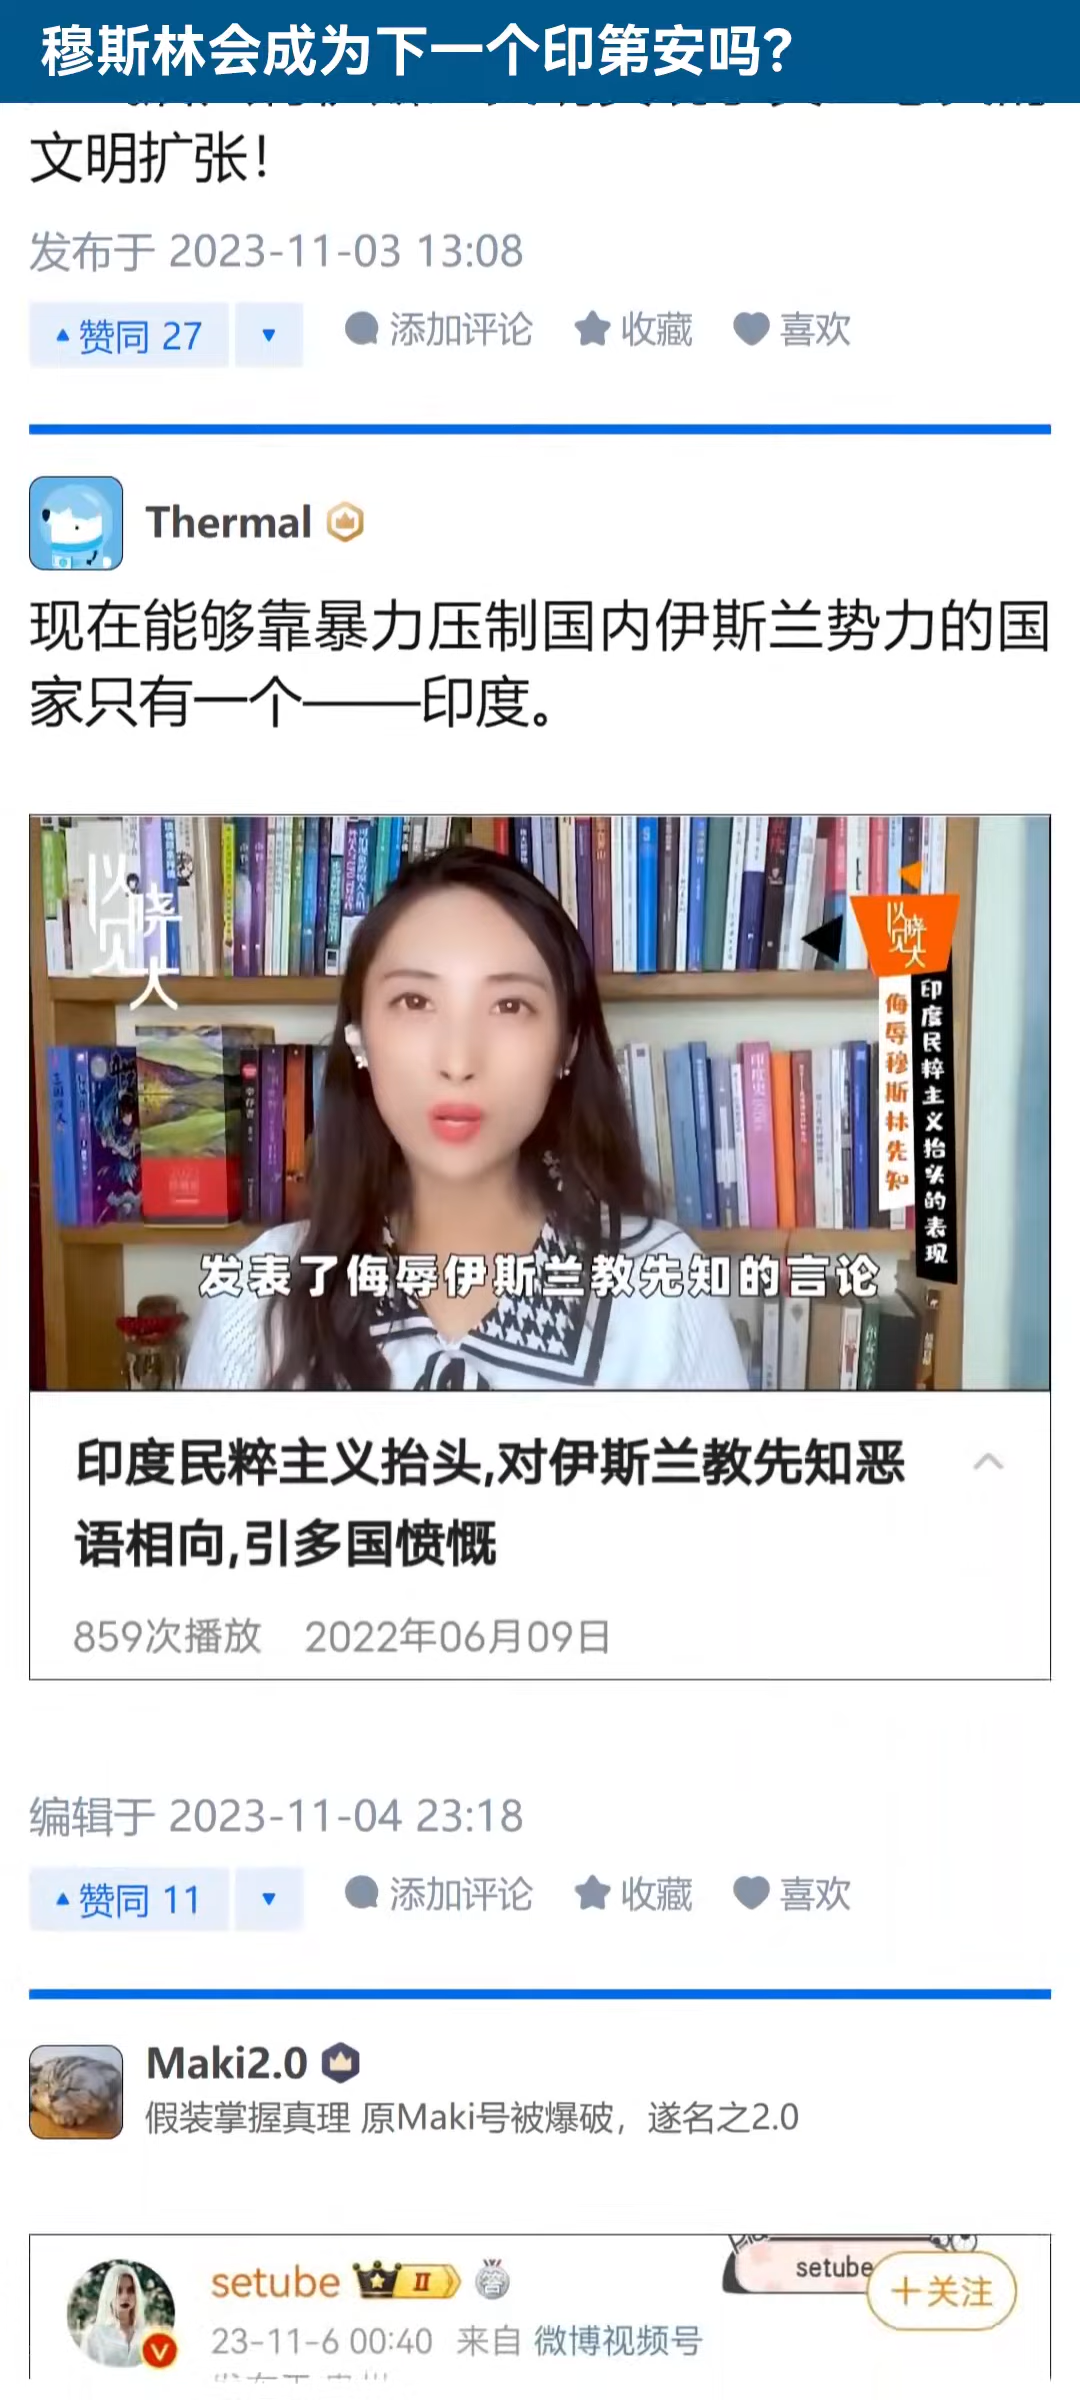 穆斯林会成为下一个印第安吗？
文明扩张！
发布于 2023-11-03 13:08
赞同 27
添加评论
收藏
喜欢
Thermal
现在能够靠暴力压制国内伊斯兰势力的国
家只有一个——印度。
以晓
见大
以晓
见大
印度民粹主义抬头的表现
侮辱穆斯林先知
印度史
发表了侮辱伊斯兰教先知的言论
印度民粹主义抬头,对伊斯兰教先知恶
语相向,引多国愤慨
859次播放 2022年06月09日
编辑于 2023-11-04 23:18
赞同 11
添加评论
收藏
喜欢
Maki2.0
假装掌握真理 原Maki号被爆破，遂名之2.0
setube
II
答
setube
+关注
23-11-6 00:40 来自 微博视频号